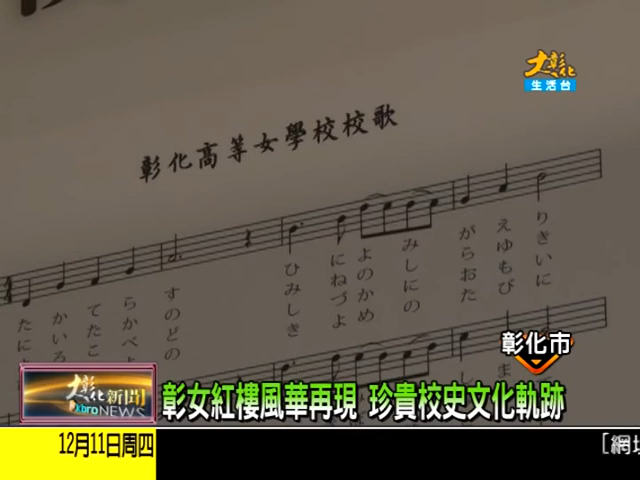 大彰化
生活台
彰化高等女學校校歌
りきいに
えゆもび
がらおた
みしにの
よのかめ
にねづよ
ひみしき
すのどの
らかべよ
てたこ
かいろ
たに
彰化市
大彰化新聞
NEWS
彰女紅樓風華再現 珍貴校史文化軌跡
12月11日周四
[網